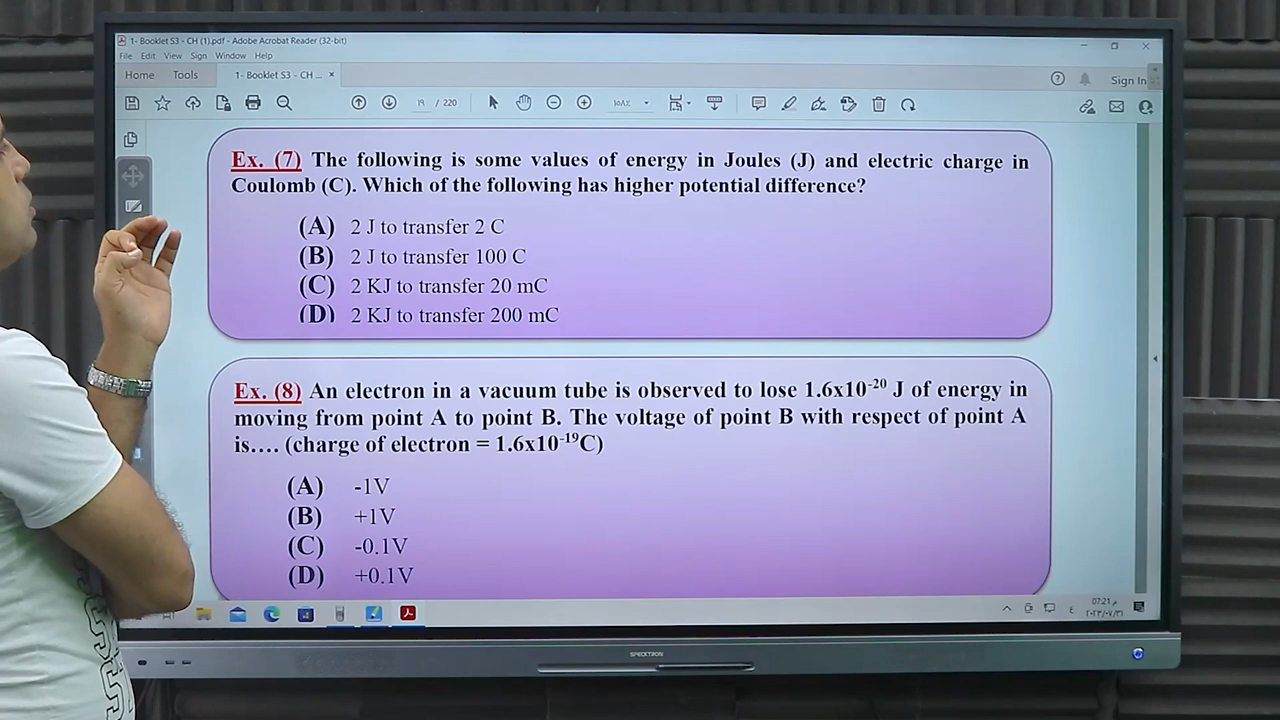 1- Booklet S3 - CH (1).pdf - Adobe Acrobat Reader (32-bit)
File Edit View Sign Window Help
Home Tools 1- Booklet S3 - CH ... × Sign In
١٩ / 220 ١٥٨٪
Ex. (7) The following is some values of energy in Joules (J) and electric charge in
Coulomb (C). Which of the following has higher potential difference?
(A) 2 J to transfer 2 C
(B) 2 J to transfer 100 C
(C) 2 KJ to transfer 20 mC
(D) 2 KJ to transfer 200 mC
Ex. (8) An electron in a vacuum tube is observed to lose 1.6x10⁻²⁰ J of energy in
moving from point A to point B. The voltage of point B with respect of point A
is.... (charge of electron = 1.6x10⁻¹⁹C)
(A) -1V
(B) +1V
(C) -0.1V
(D) +0.1V
ع
07:21 م
SPECKTRON